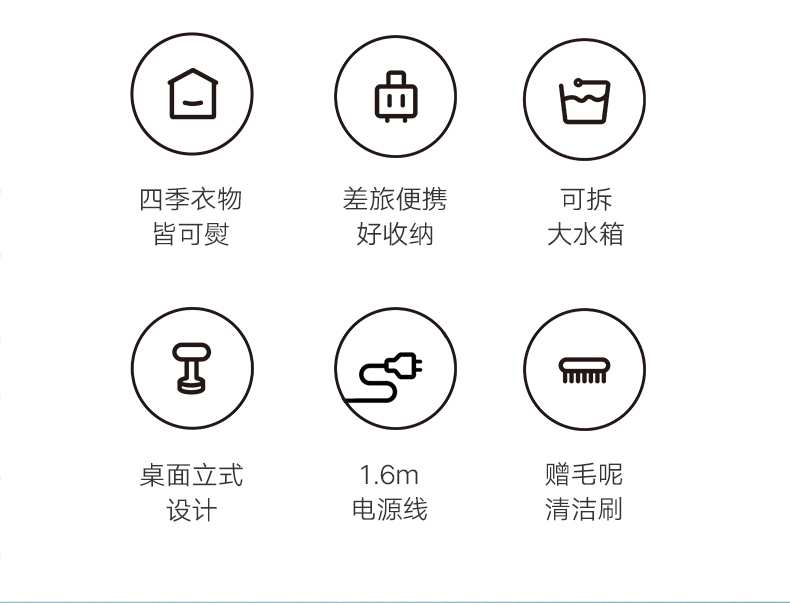 四季衣物
皆可熨
差旅便携
好收纳
可拆
大水箱
桌面立式
设计
1.6m
电源线
赠毛呢
清洁刷